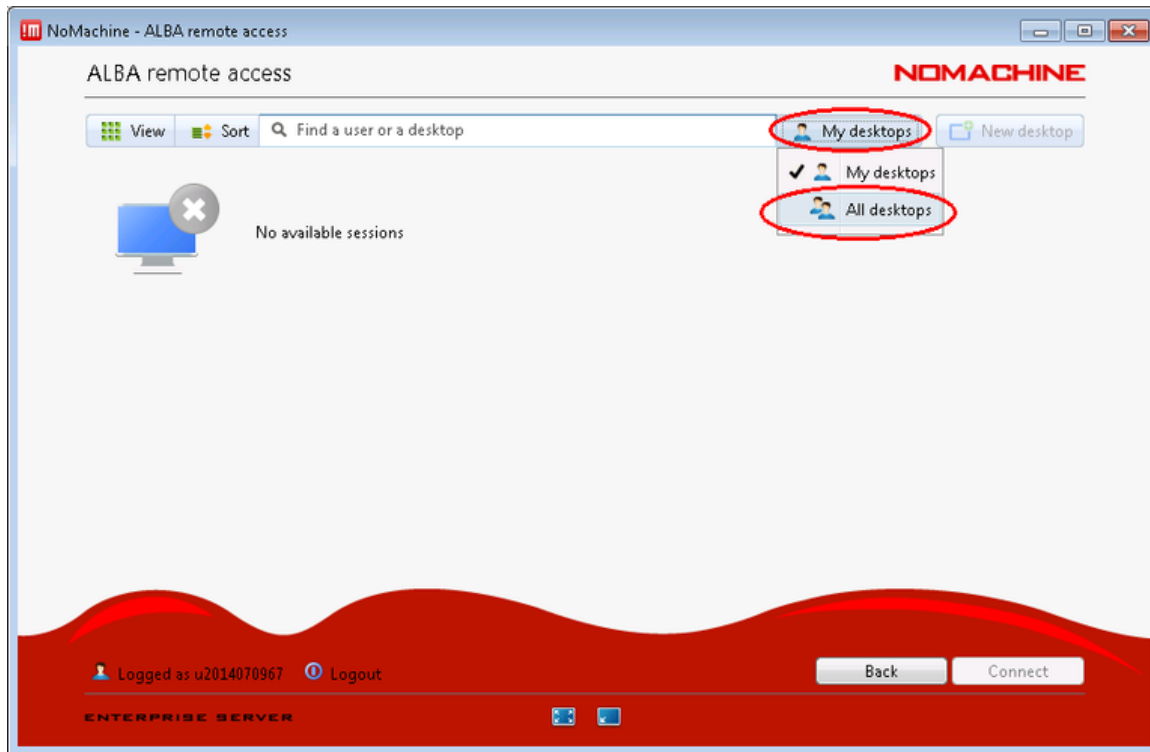 NoMachine - ALBA remote access
ALBA remote access NOMACHINE
View Sort Find a user or a desktop My desktops New desktop
My desktops
All desktops
No available sessions
Logged as u2014070967 Logout Back Connect
ENTERPRISE SERVER